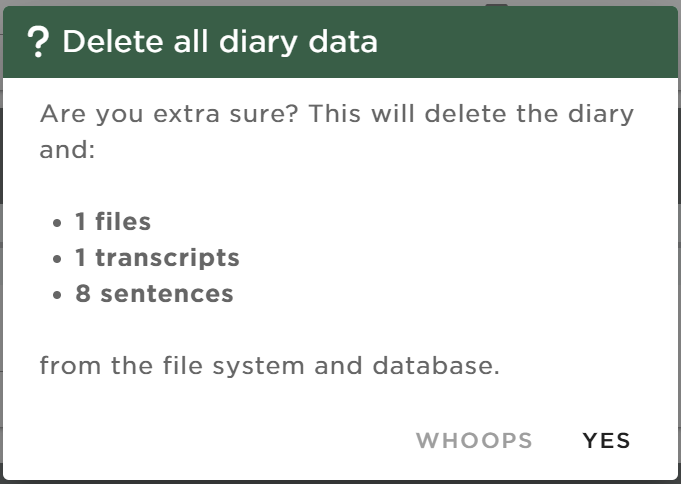 ? Delete all diary data
Are you extra sure? This will delete the diary
and:
• 1 files
• 1 transcripts
• 8 sentences
from the file system and database.
WHOOPS YES